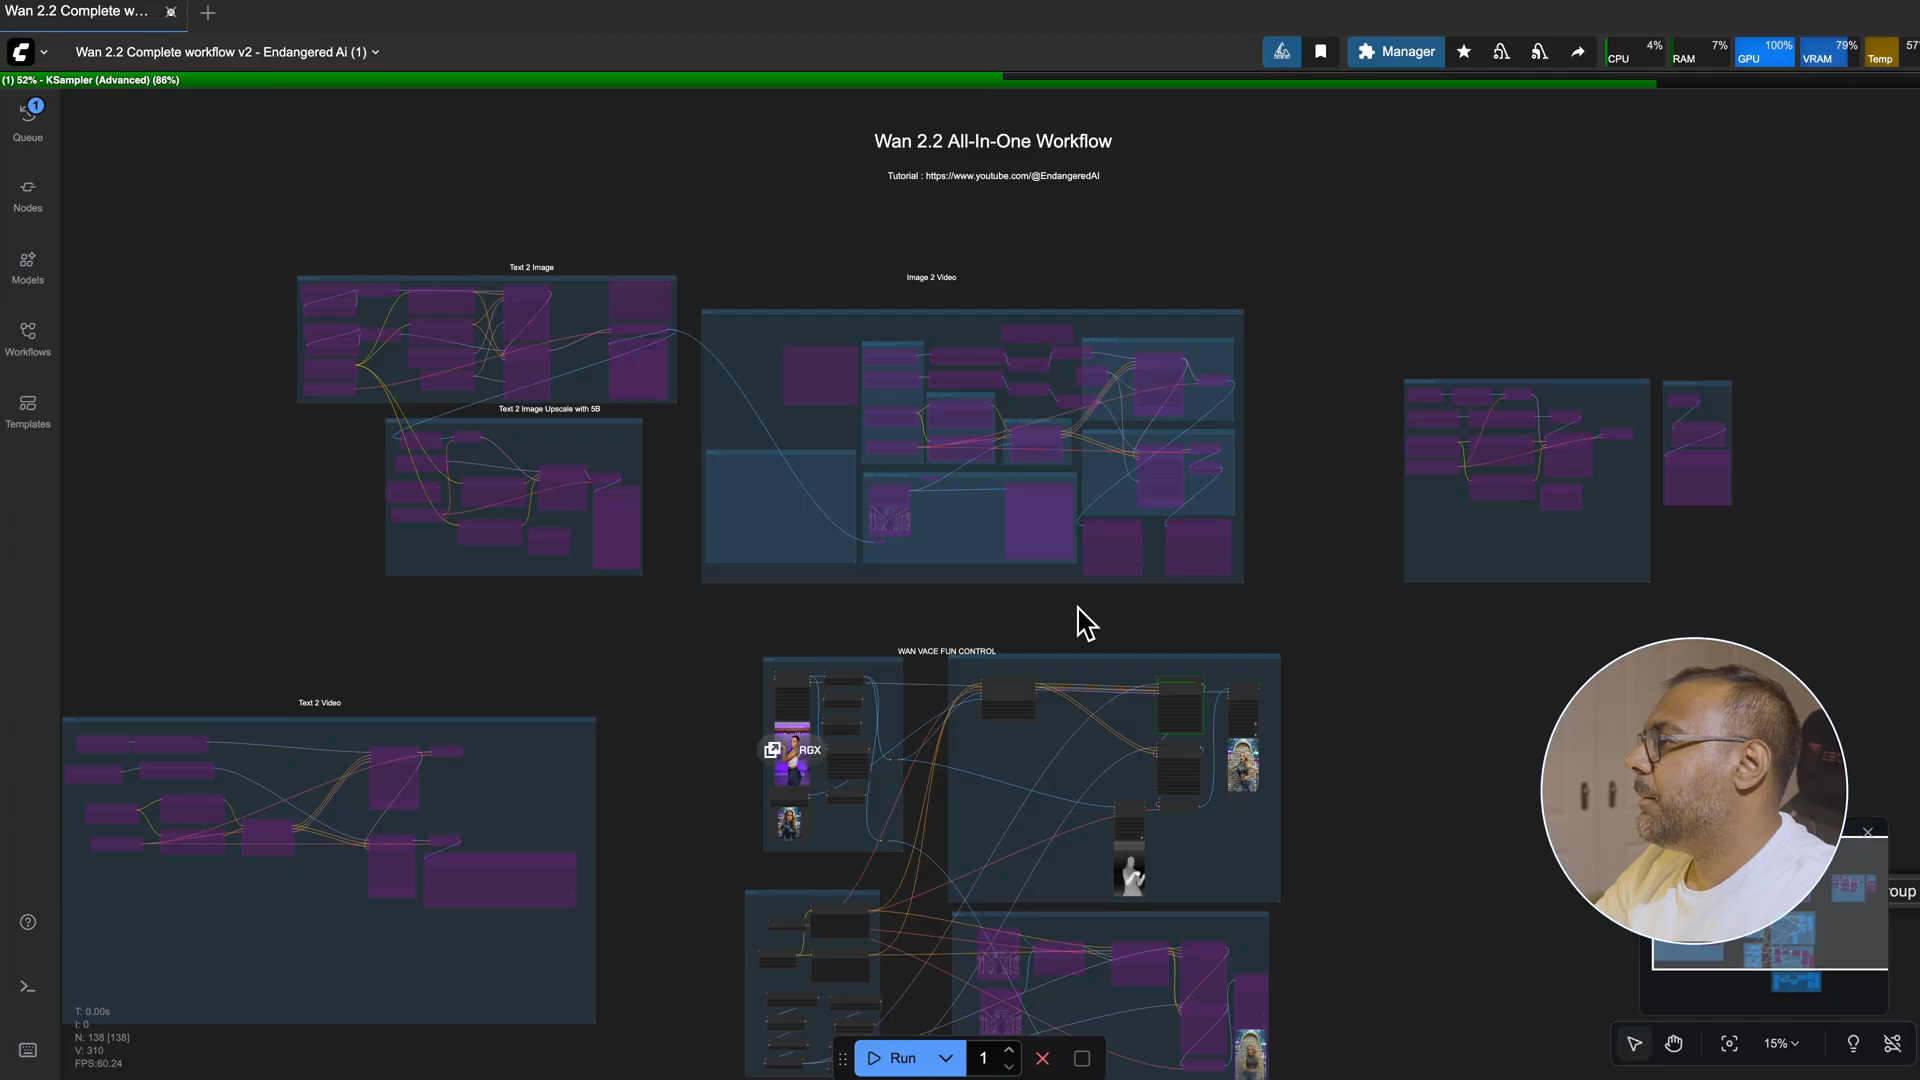 Wan 2.2 Complete w...
Wan 2.2 Complete workflow v2 - Endangered Ai (1)
Manager
CPU
4%
RAM
7%
GPU
100%
VRAM
79%
Temp
57
(1) 52% - KSampler (Advanced) (86%)
1
Queue
Nodes
Models
Workflows
Templates
Wan 2.2 All-In-One Workflow
Tutorial : https://www.youtube.com/@EndangeredAI
Text 2 Image
Image 2 Video
Text 2 Image Upscale with 5B
WAN VACE FUN CONTROL
Text 2 Video
RGX
oup
T: 0.00s
I: 0
N: 138 [138]
V: 310
FPS:60.24
Run
1
15%